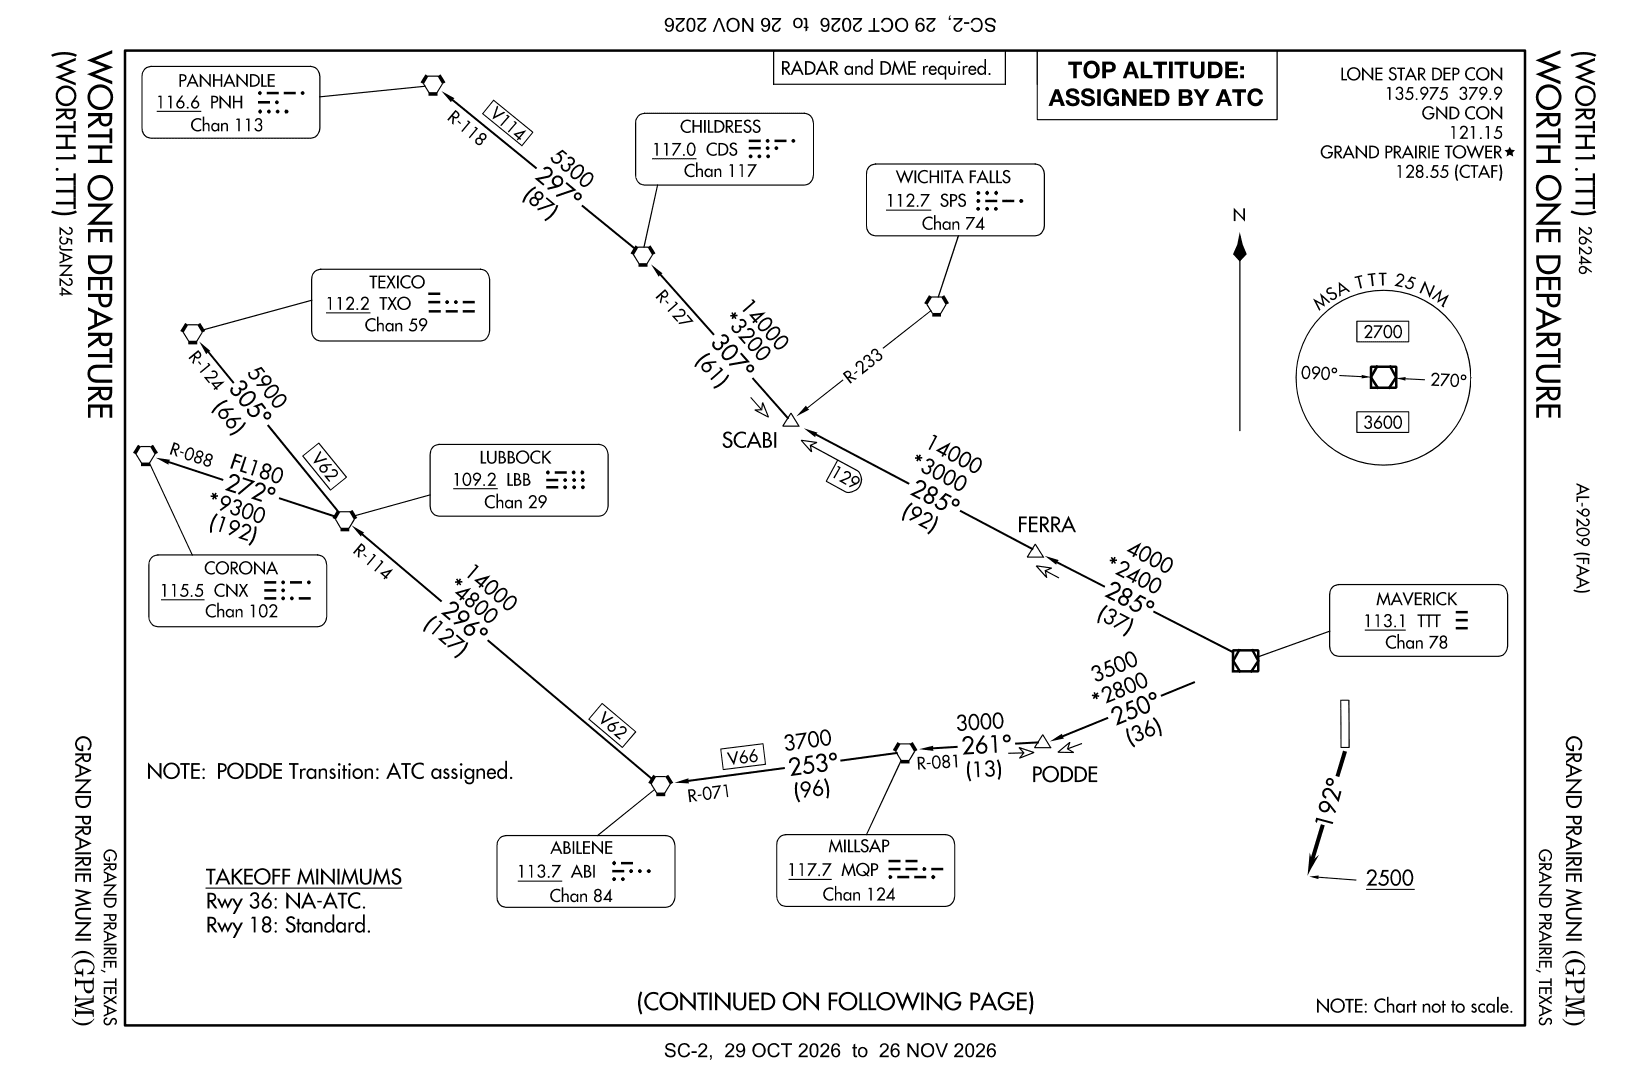 SC-2, 29 OCT 2026 to 26 NOV 2026
WORTH ONE DEPARTURE
(WORTH1.TTT) 25JAN24
GRAND PRAIRIE MUNI (GPM)
GRAND PRAIRIE, TEXAS
(WORTH1.TTT) 26246
WORTH ONE DEPARTURE
AL-9209 (FAA)
GRAND PRAIRIE MUNI (GPM)
GRAND PRAIRIE, TEXAS
RADAR and DME required.
TOP ALTITUDE:
ASSIGNED BY ATC
LONE STAR DEP CON
135.975 379.9
GND CON
121.15
GRAND PRAIRIE TOWER★
128.55 (CTAF)
PANHANDLE
116.6 PNH
Chan 113
R-118
V114
5300
297°
(87)
CHILDRESS
117.0 CDS
Chan 117
WICHITA FALLS
112.7 SPS
Chan 74
N
MSA TTT 25 NM
2700
090°
270°
3600
TEXICO
112.2 TXO
Chan 59
R-127
14000
*3200
307°
(61)
R-233
SCABI
R-124
5900
305°
(66)
V62
R-088
FL180
272°
*9300
(192)
LUBBOCK
109.2 LBB
Chan 29
129
14000
*3000
285°
(92)
FERRA
4000
*2400
285°
(37)
CORONA
115.5 CNX
Chan 102
R-114
14000
*4800
296°
(127)
V62
MAVERICK
113.1 TTT
Chan 78
3500
*2800
250°
(36)
PODDE
3000
261°
(13)
R-081
3700
253°
(96)
V66
R-071
NOTE: PODDE Transition: ATC assigned.
192°
2500
ABILENE
113.7 ABI
Chan 84
MILLSAP
117.7 MQP
Chan 124
TAKEOFF MINIMUMS
Rwy 36: NA-ATC.
Rwy 18: Standard.
(CONTINUED ON FOLLOWING PAGE)
NOTE: Chart not to scale.
SC-2, 29 OCT 2026 to 26 NOV 2026